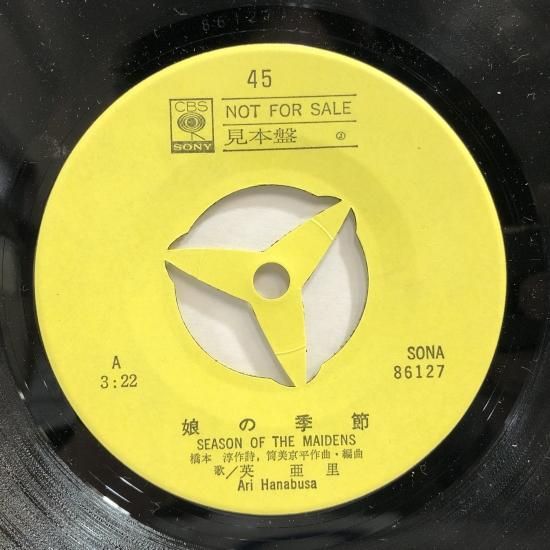 45
CBS
SONY
NOT FOR SALE
見本盤 ④
A
3:22
SONA
86127
娘の季節
SEASON OF THE MAIDENS
橋本 淳作詩, 筒美京平作曲・編曲
歌/英 亜 里
Ari Hanabusa